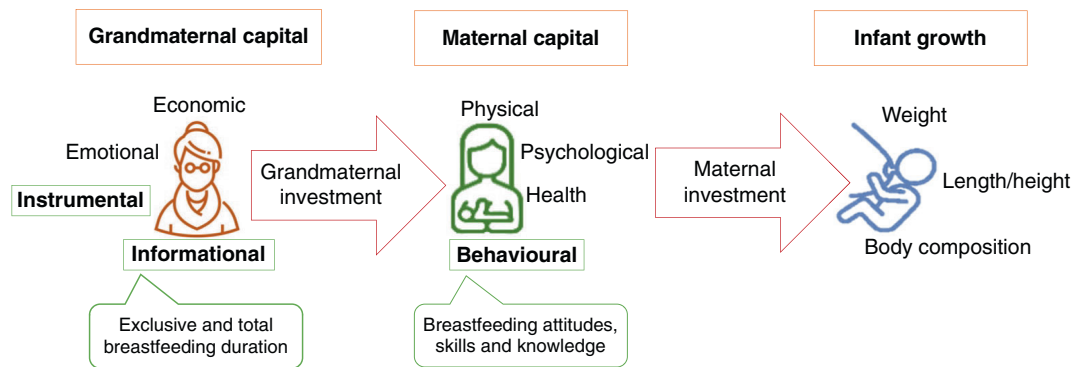 Grandmaternal capital
Maternal capital
Infant growth
Economic
Emotional
Instrumental
Informational
Exclusive and total
breastfeeding duration
Grandmaternal
investment
Physical
Psychological
Health
Behavioural
Breastfeeding attitudes,
skills and knowledge
Maternal
investment
Weight
Length/height
Body composition